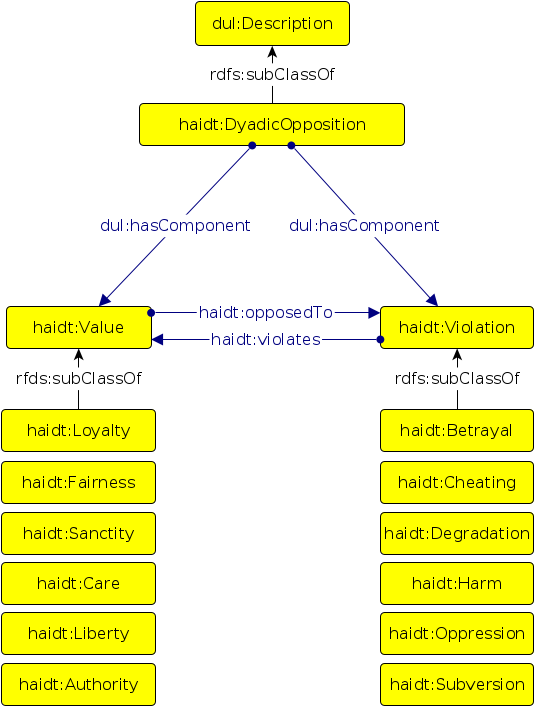 dul:Description
rdfs:subClassOf
haidt:DyadicOpposition
dul:hasComponent dul:hasComponent
haidt:Value haidt:opposedTo haidt:Violation
haidt:violates
rfds:subClassOf rdfs:subClassOf
haidt:Loyalty haidt:Betrayal
haidt:Fairness haidt:Cheating
haidt:Sanctity haidt:Degradation
haidt:Care haidt:Harm
haidt:Liberty haidt:Oppression
haidt:Authority haidt:Subversion